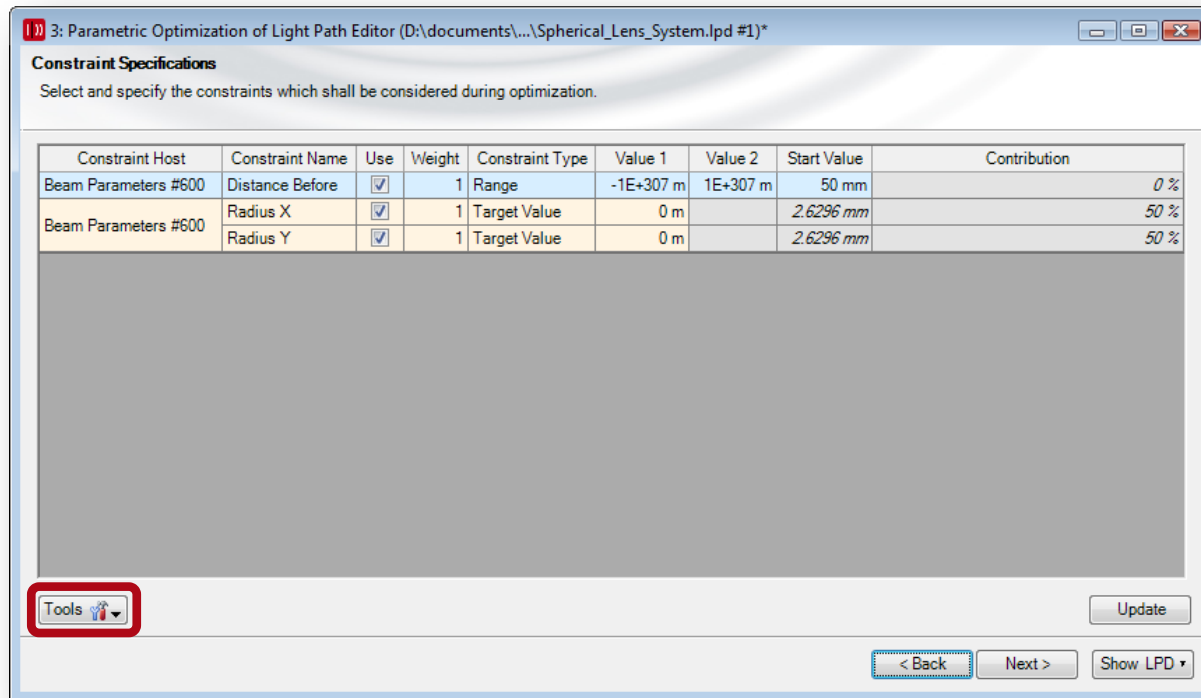 3: Parametric Optimization of Light Path Editor (D:\documents\...\Spherical_Lens_System.lpd #1)*
Constraint Specifications
Select and specify the constraints which shall be considered during optimization.
Constraint Host Constraint Name Use Weight Constraint Type Value 1 Value 2 Start Value Contribution
Beam Parameters #600 Distance Before 1 Range -1E+307 m 1E+307 m 50 mm 0 %
Beam Parameters #600 Radius X 1 Target Value 0 m 2.6296 mm 50 %
Radius Y 1 Target Value 0 m 2.6296 mm 50 %
Tools Update
< Back Next > Show LPD